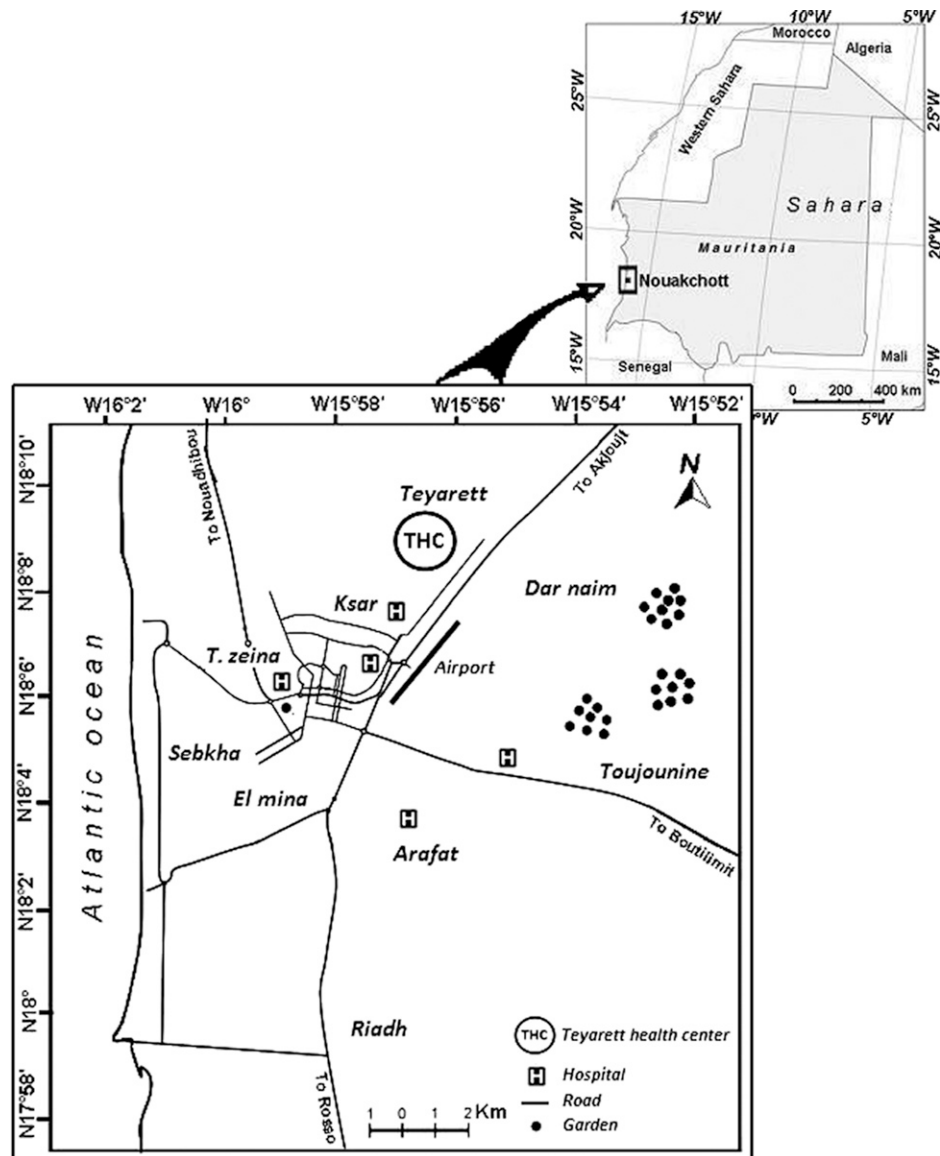 15°W 10°W 5°W
Morocco
Algeria
25°W
Western Sahara
25°W
Sahara
20°W
Mauritania
20°W
Nouakchott
15°W
Senegal
Mali
15°W
0 200 400 km
5°W
W16°2' W16° W15°58' W15°56' W15°54' W15°52'
N18°10'
To Nouadhibou
Teyarett
To Akjoujt
N
THC
N18°8'
Dar naim
Ksar
H
T. zeina
H
H
Airport
N18°6'
Sebkha
H
Toujounine
N18°4'
El mina
H
To Boutilimit
Arafat
Atlantic ocean
N18°2'
N18°
Riadh
THC Teyarett health center
H Hospital
Road
Garden
To Rosso
1 0 1 2 Km
N17°58'